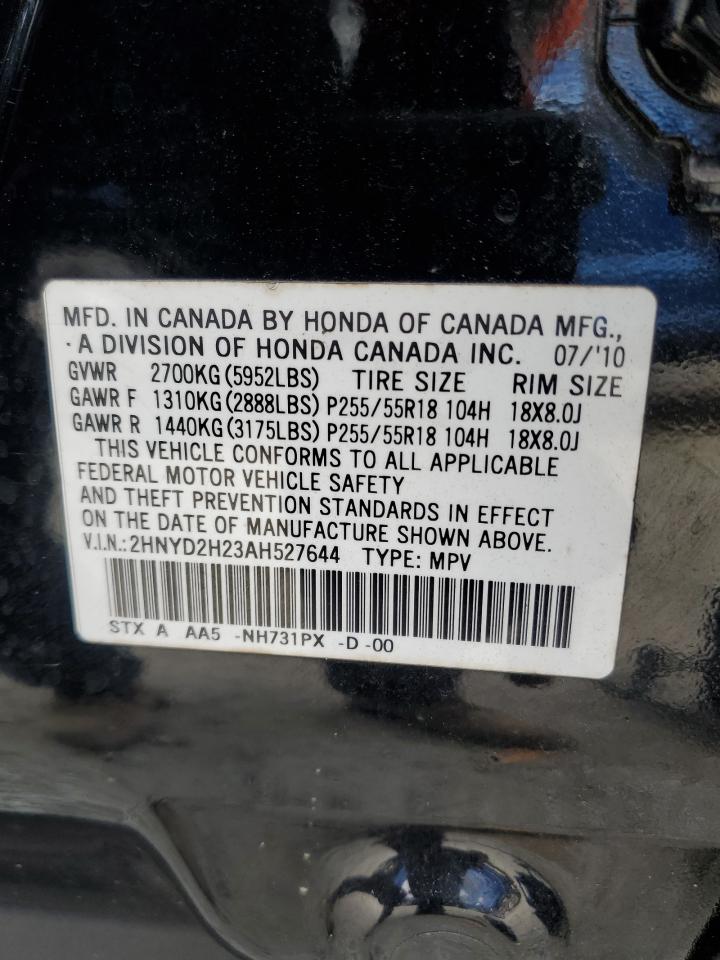 MFD. IN CANADA BY HONDA OF CANADA MFG.,
A DIVISION OF HONDA CANADA INC. 07/'10
GVWR 2700KG(5952LBS) TIRE SIZE RIM SIZE
GAWR F 1310KG(2888LBS) P255/55R18 104H 18X8.0J
GAWR R 1440KG(3175LBS) P255/55R18 104H 18X8.0J
THIS VEHICLE CONFORMS TO ALL APPLICABLE
FEDERAL MOTOR VEHICLE SAFETY
AND THEFT PREVENTION STANDARDS IN EFFECT
ON THE DATE OF MANUFACTURE SHOWN ABOVE.
V.I.N.:2HNYD2H23AH527644 TYPE: MPV
STX A AA5 -NH731PX -D -00